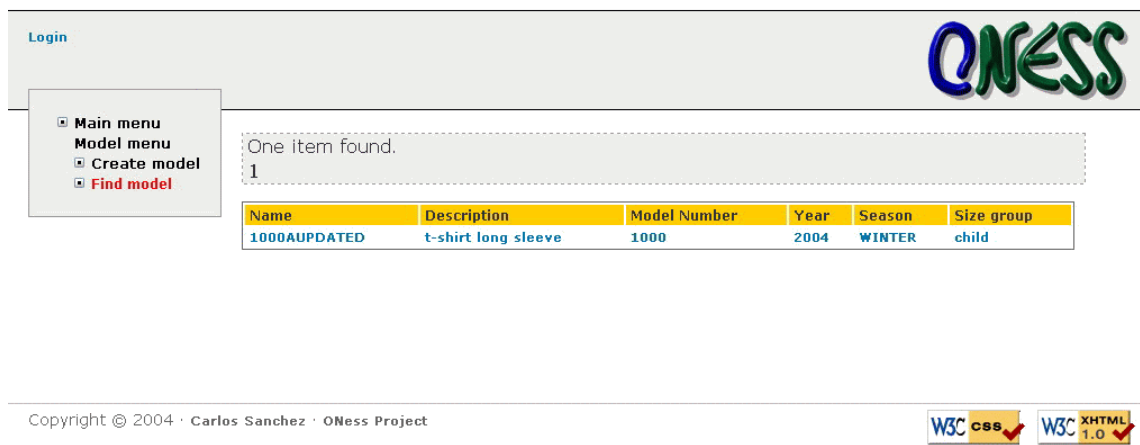 Login
ONESS
Main menu
Model menu
Create model
Find model
One item found.
1
Name Description Model Number Year Season Size group
1000AUPDATED t-shirt long sleeve 1000 2004 WINTER child
Copyright © 2004 · Carlos Sanchez · ONess Project
W3C css W3C XHTML 1.0